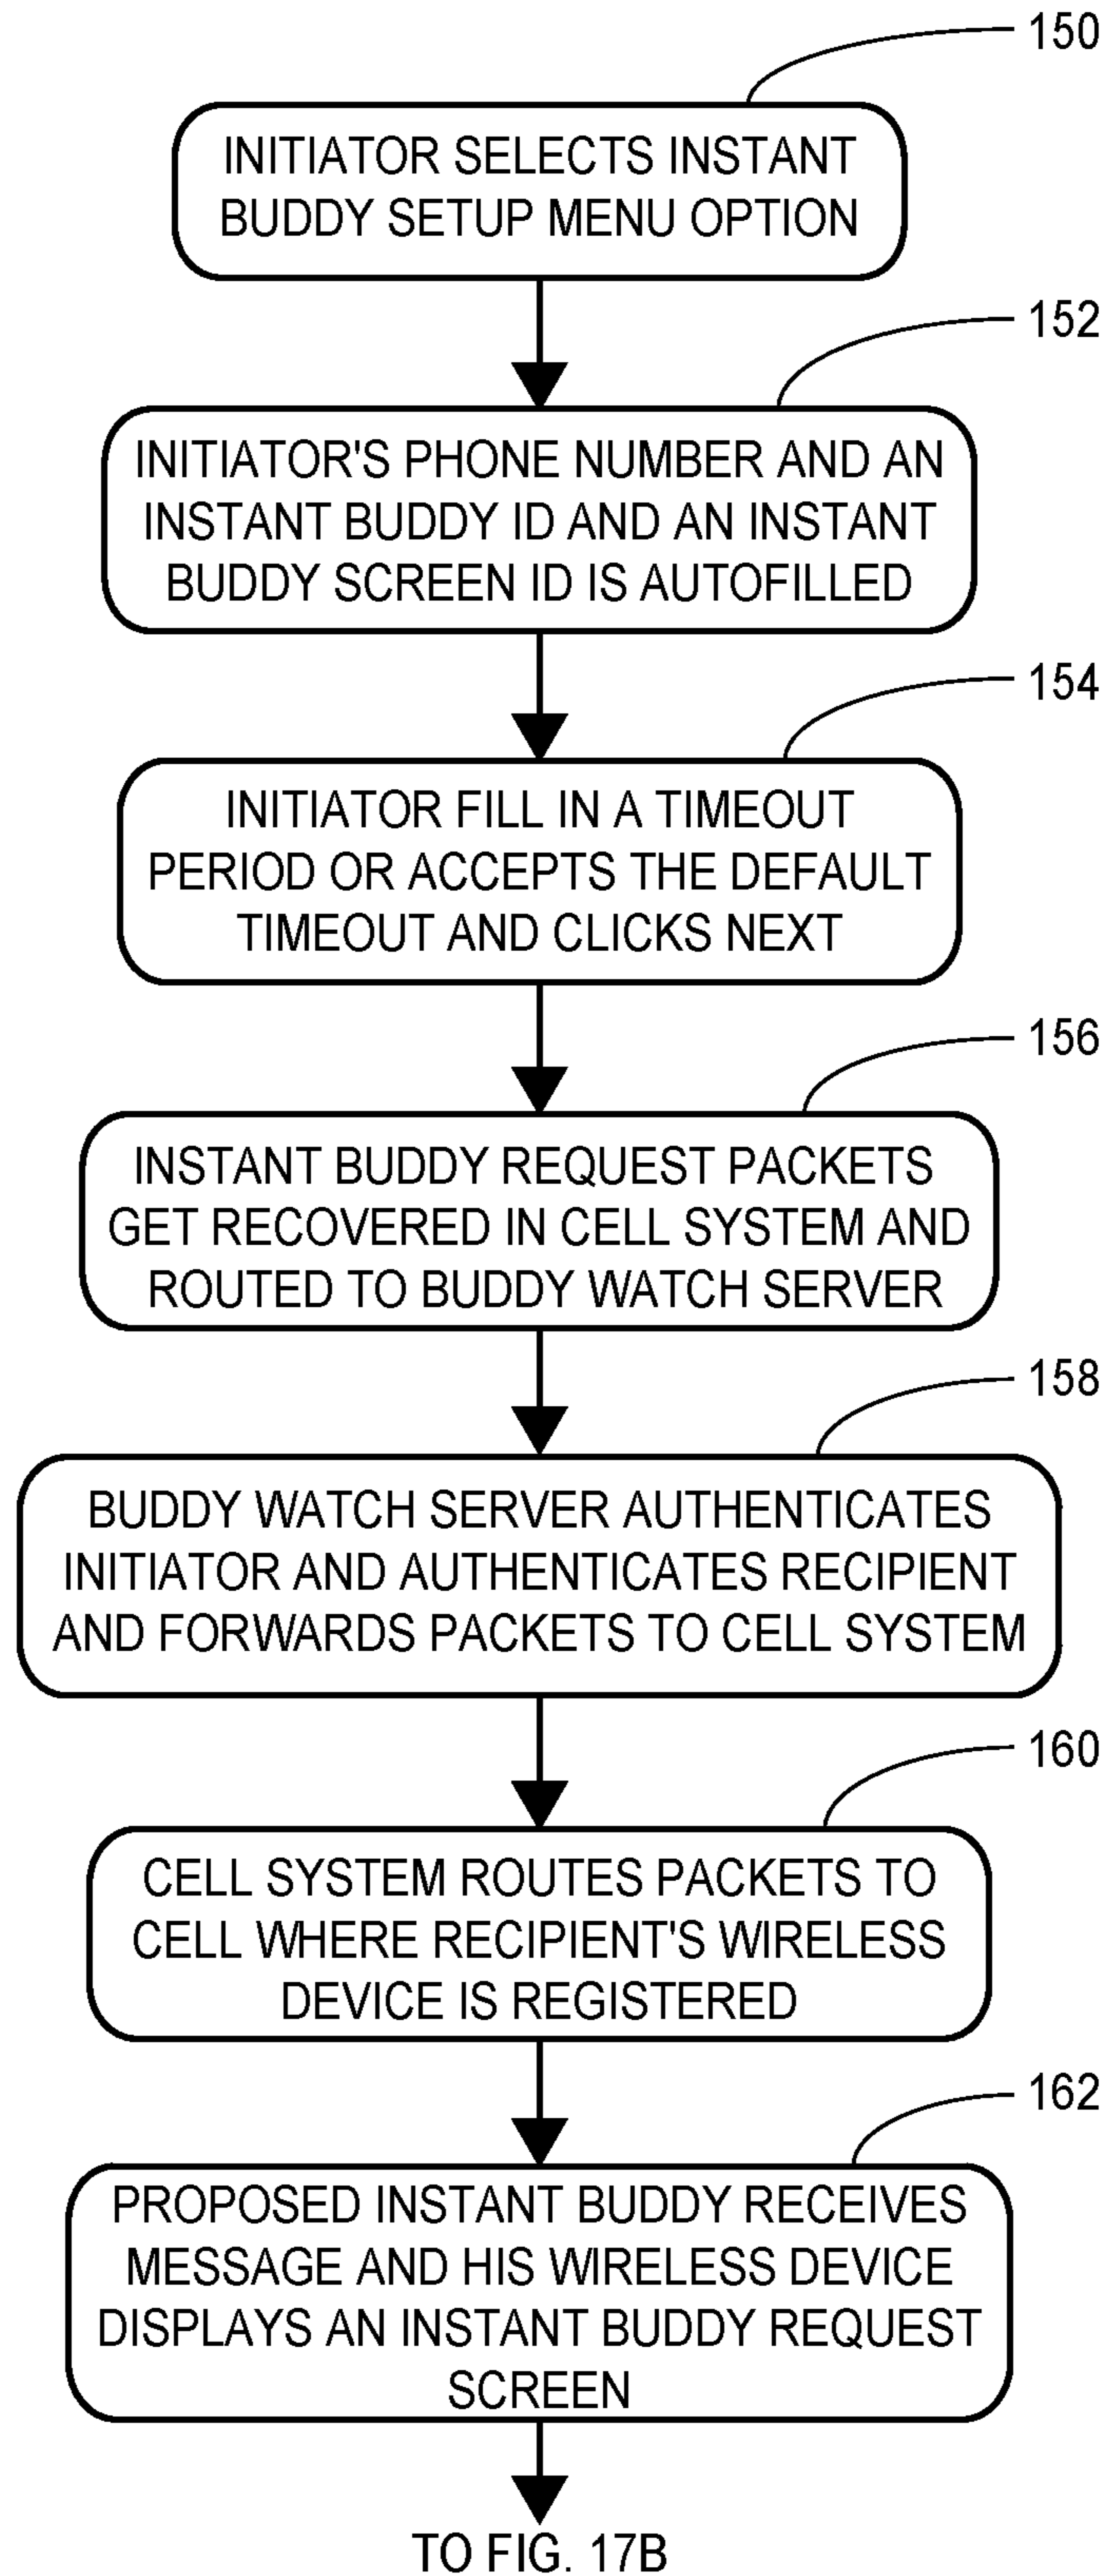 150
INITIATOR SELECTS INSTANT
BUDDY SETUP MENU OPTION
152
INITIATOR'S PHONE NUMBER AND AN
INSTANT BUDDY ID AND AN INSTANT
BUDDY SCREEN ID IS AUTOFILLED
154
INITIATOR FILL IN A TIMEOUT
PERIOD OR ACCEPTS THE DEFAULT
TIMEOUT AND CLICKS NEXT
156
INSTANT BUDDY REQUEST PACKETS
GET RECOVERED IN CELL SYSTEM AND
ROUTED TO BUDDY WATCH SERVER
158
BUDDY WATCH SERVER AUTHENTICATES
INITIATOR AND AUTHENTICATES RECIPIENT
AND FORWARDS PACKETS TO CELL SYSTEM
160
CELL SYSTEM ROUTES PACKETS TO
CELL WHERE RECIPIENT'S WIRELESS
DEVICE IS REGISTERED
162
PROPOSED INSTANT BUDDY RECEIVES
MESSAGE AND HIS WIRELESS DEVICE
DISPLAYS AN INSTANT BUDDY REQUEST
SCREEN
TO FIG. 17B